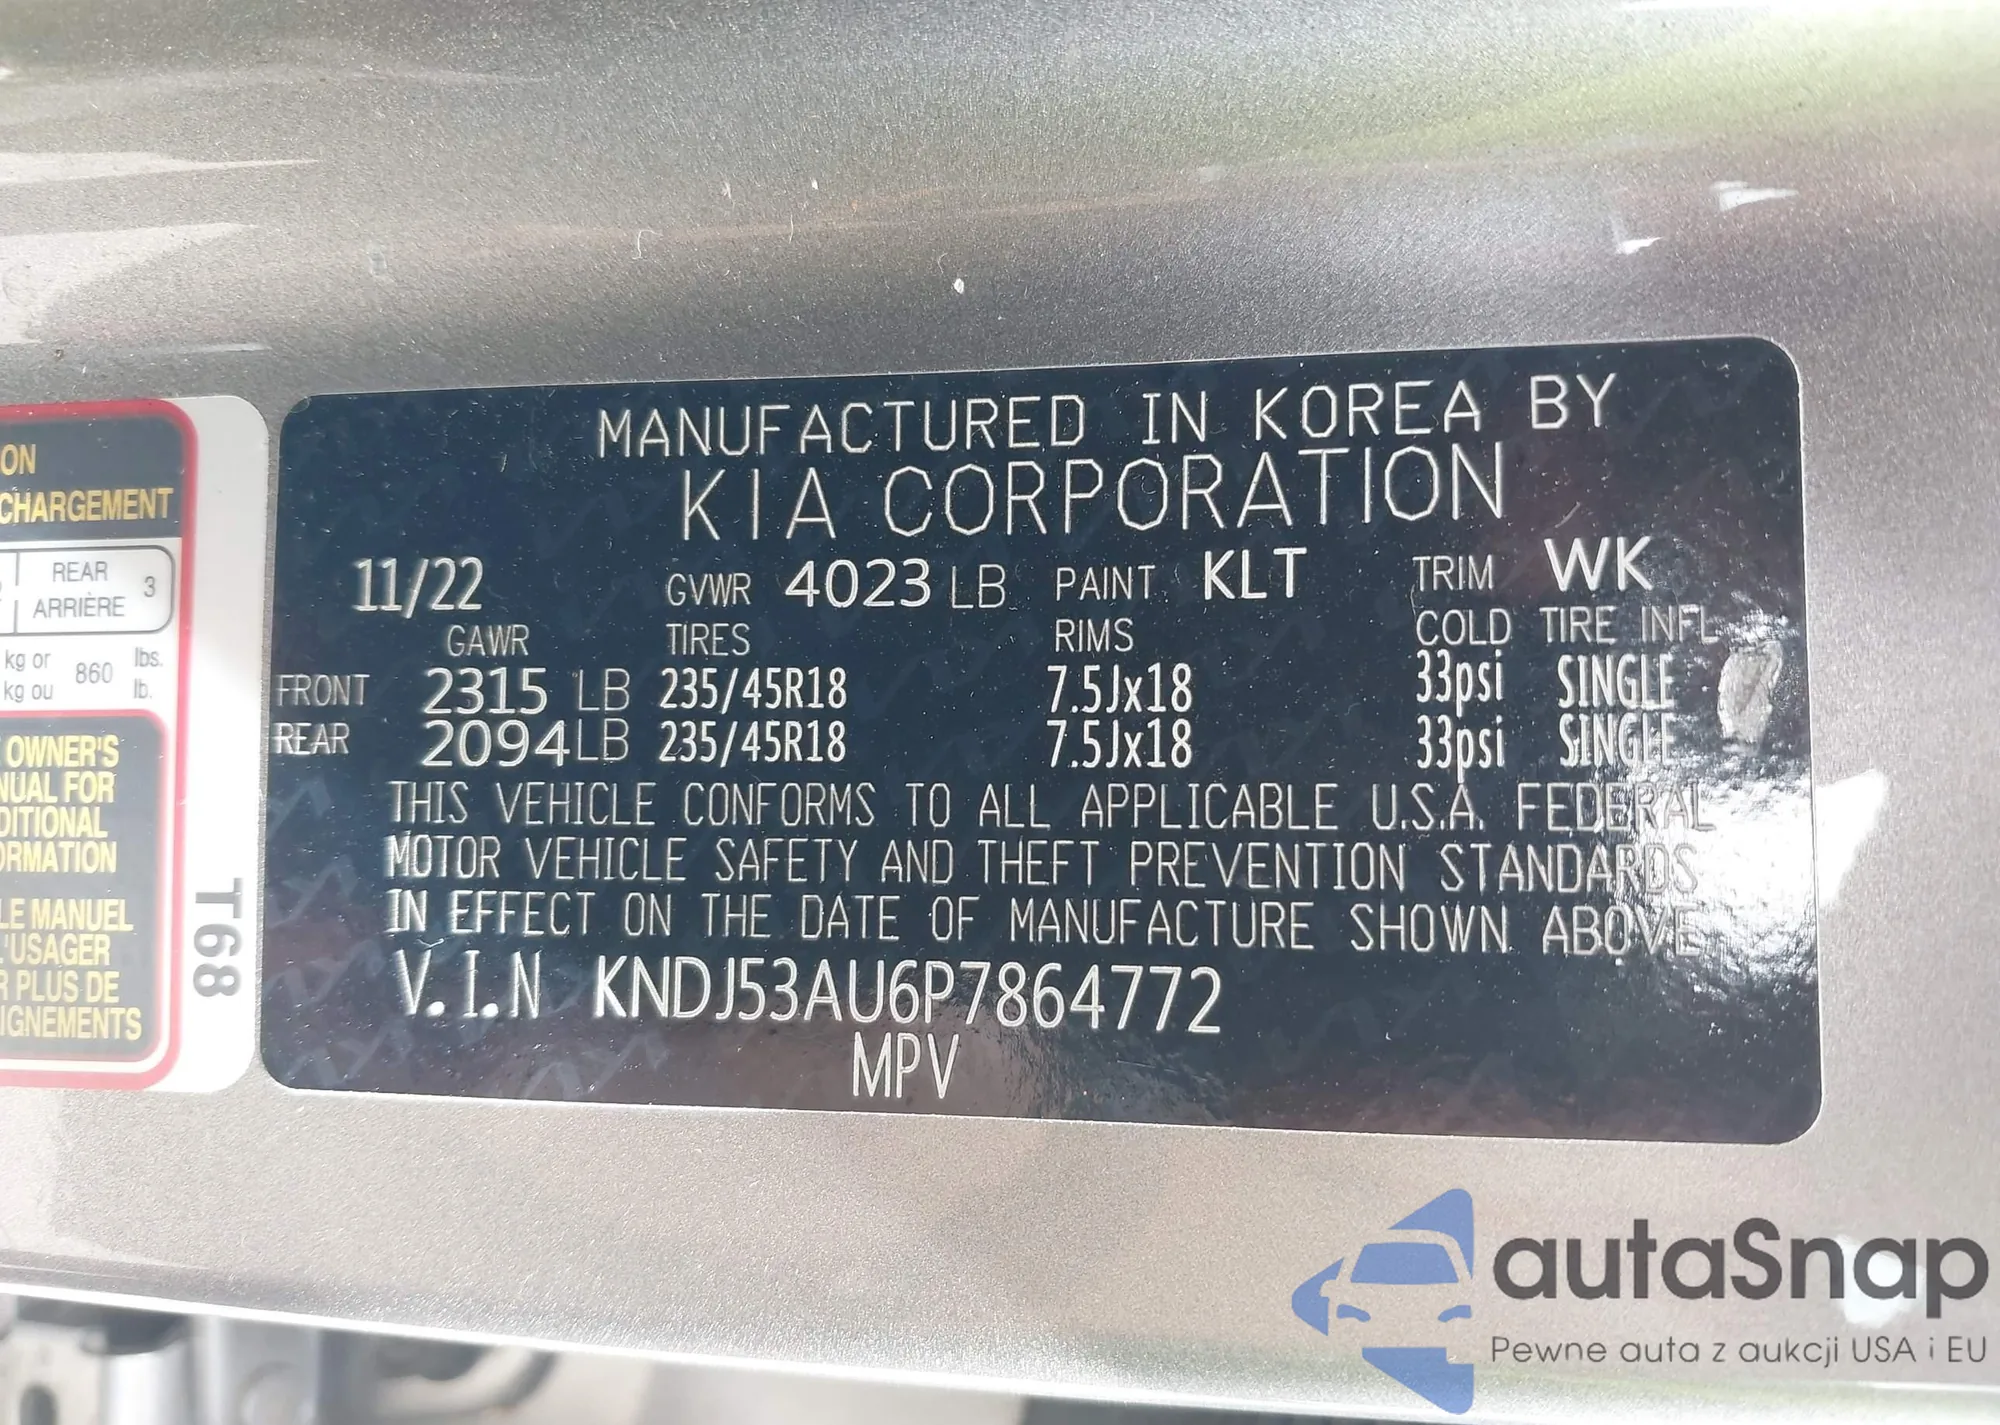 MANUFACTURED IN KOREA BY
KIA CORPORATION
11/22 GVWR 4023 LB PAINT KLT TRIM WK
GAWR TIRES RIMS COLD TIRE INFL
FRONT 2315 LB 235/45R18 7.5Jx18 33psi SINGLE
REAR 2094 LB 235/45R18 7.5Jx18 33psi SINGLE
THIS VEHICLE CONFORMS TO ALL APPLICABLE U.S.A. FEDERAL
MOTOR VEHICLE SAFETY AND THEFT PREVENTION STANDARDS
IN EFFECT ON THE DATE OF MANUFACTURE SHOWN ABOVE
V.I.N KNDJ53AU6P7864772
MPV
ON
CHARGEMENT
REAR 3
ARRIÈRE
kg or 860 lbs.
kg ou lb.
OWNER'S
FOR
LE MANUEL
L'USAGER
PLUS DE
T68
autaSnap
Pewne auta z aukcji USA i EU